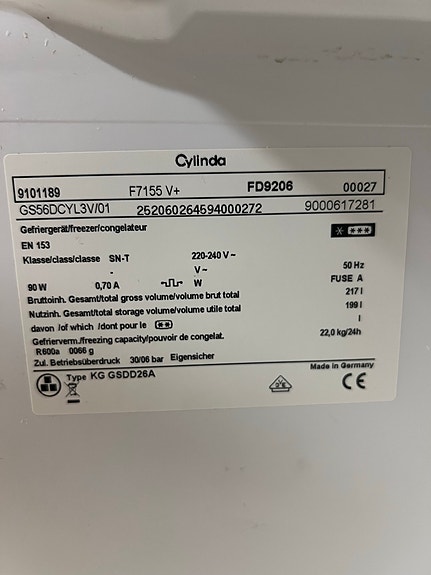 Cylinda
9101189 F7155 V+ FD9206 00027
GS56DCYL3V/01 252060264594000272 9000617281
Gefriergerät/freezer/congelateur
EN 153
Klasse/class/classe SN-T 220-240 V ~
- V ~ 50 Hz
90 W 0,70 A W FUSE A
Bruttoinh. Gesamt/total gross volume/volume brut total 217 l
Nutzinh. Gesamt/total storage volume/volume utile total 199 l
davon /of which /dont pour le l
Gefrierverm./freezing capacity/pouvoir de congelat. 22,0 kg/24h
R600a 0066 g
Zul. Betriebsüberdruck 30/06 bar Eigensicher
Made in Germany
Type KG GSDD26A CE